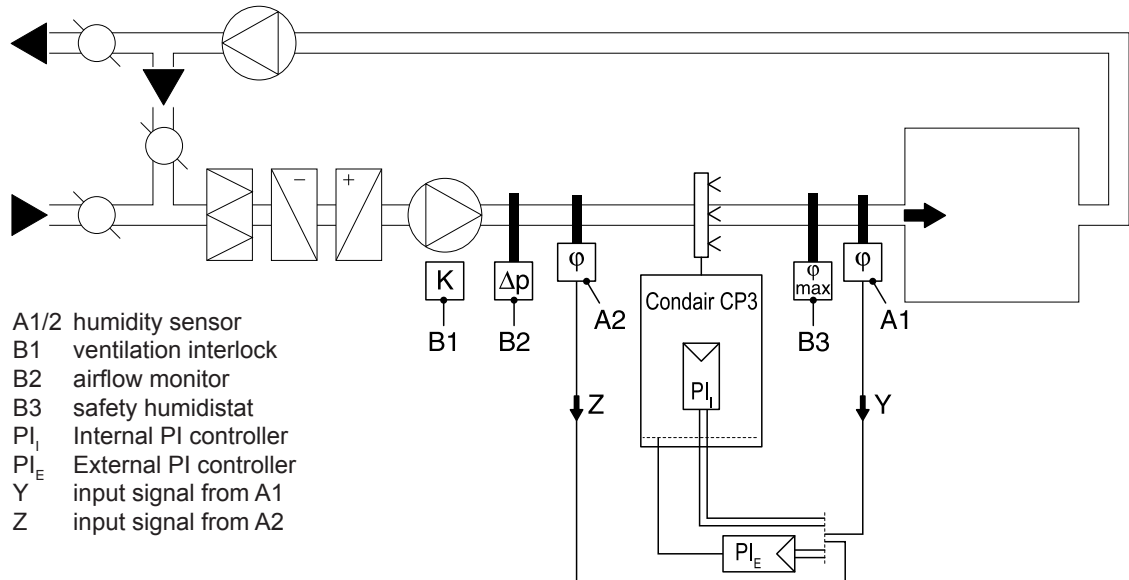 − +
K
Δp
φ
φ
max
φ
Condair CP3
B1
B2
A2
B3
A1
PII
Z
Y
PIE
A1/2 humidity sensor
B1 ventilation interlock
B2 airflow monitor
B3 safety humidistat
PII Internal PI controller
PIE External PI controller
Y input signal from A1
Z input signal from A2